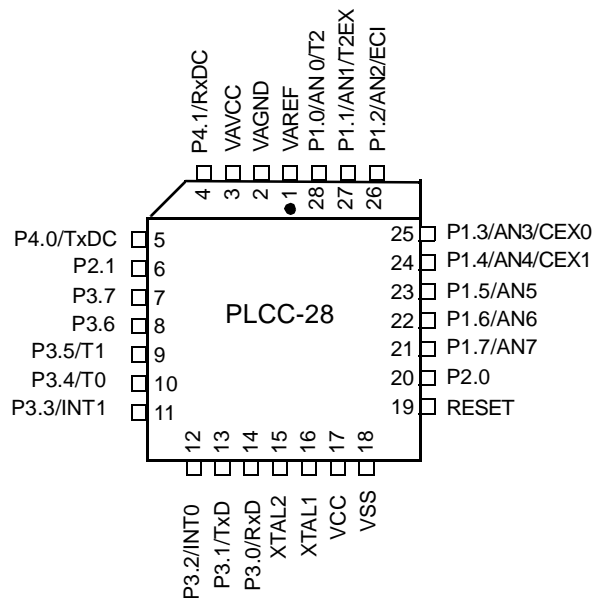 P4.1/RxDC
VAVCC
VAGND
VAREF
P1.0/AN 0/T2
P1.1/AN1/T2EX
P1.2/AN2/ECI
4
3
2
1
28
27
26
P4.0/TxDC 5
P2.1 6
P3.7 7
P3.6 8
P3.5/T1 9
P3.4/T0 10
P3.3/INT1 11
PLCC-28
25 P1.3/AN3/CEX0
24 P1.4/AN4/CEX1
23 P1.5/AN5
22 P1.6/AN6
21 P1.7/AN7
20 P2.0
19 RESET
12
13
14
15
16
17
18
P3.2/INT0
P3.1/TxD
P3.0/RxD
XTAL2
XTAL1
VCC
VSS